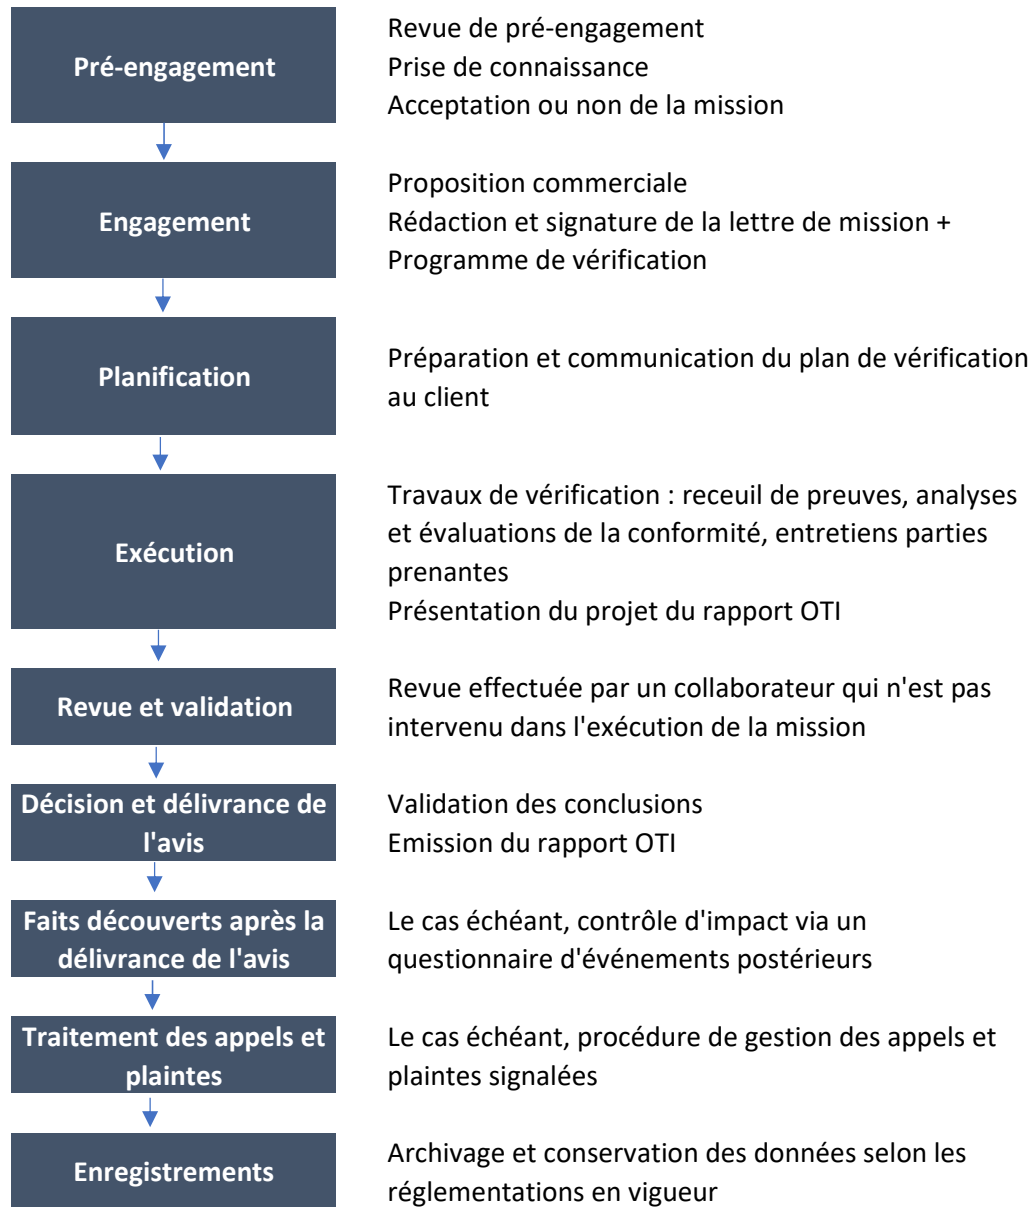 Pré-engagement
Revue de pré-engagement
Prise de connaissance
Acceptation ou non de la mission
Engagement
Proposition commerciale
Rédaction et signature de la lettre de mission +
Programme de vérification
Planification
Préparation et communication du plan de vérification
au client
Exécution
Travaux de vérification : receuil de preuves, analyses
et évaluations de la conformité, entretiens parties
prenantes
Présentation du projet du rapport OTI
Revue et validation
Revue effectuée par un collaborateur qui n'est pas
intervenu dans l'exécution de la mission
Décision et délivrance de
l'avis
Validation des conclusions
Emission du rapport OTI
Faits découverts après la
délivrance de l'avis
Le cas échéant, contrôle d'impact via un
questionnaire d'événements postérieurs
Traitement des appels et
plaintes
Le cas échéant, procédure de gestion des appels et
plaintes signalées
Enregistrements
Archivage et conservation des données selon les
réglementations en vigueur